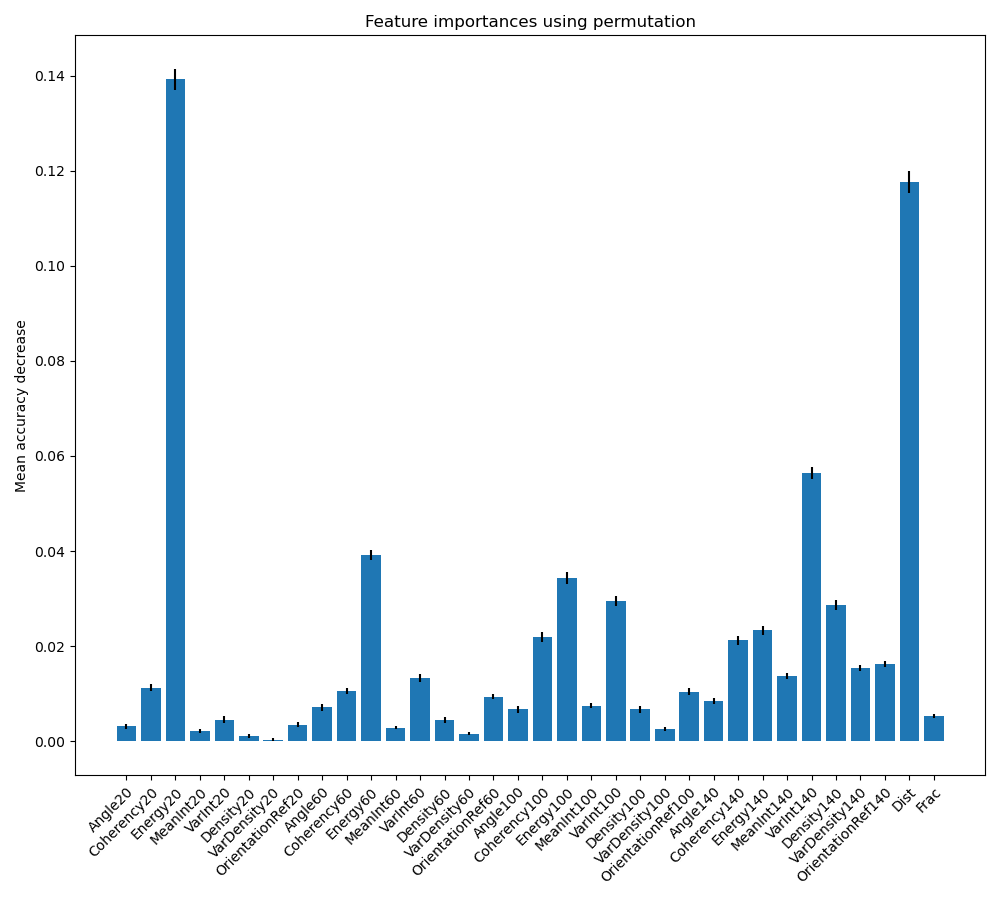 Feature importances using permutation
Mean accuracy decrease
0.14
0.12
0.10
0.08
0.06
0.04
0.02
0.00
Angle20
Coherency20
Energy20
MeanInt20
VarInt20
Density20
VarDensity20
OrientationRef20
Angle60
Coherency60
Energy60
MeanInt60
VarInt60
Density60
VarDensity60
OrientationRef60
Angle100
Coherency100
Energy100
MeanInt100
VarInt100
Density100
VarDensity100
OrientationRef100
Angle140
Coherency140
Energy140
MeanInt140
VarInt140
Density140
VarDensity140
OrientationRef140
Dist
Frac